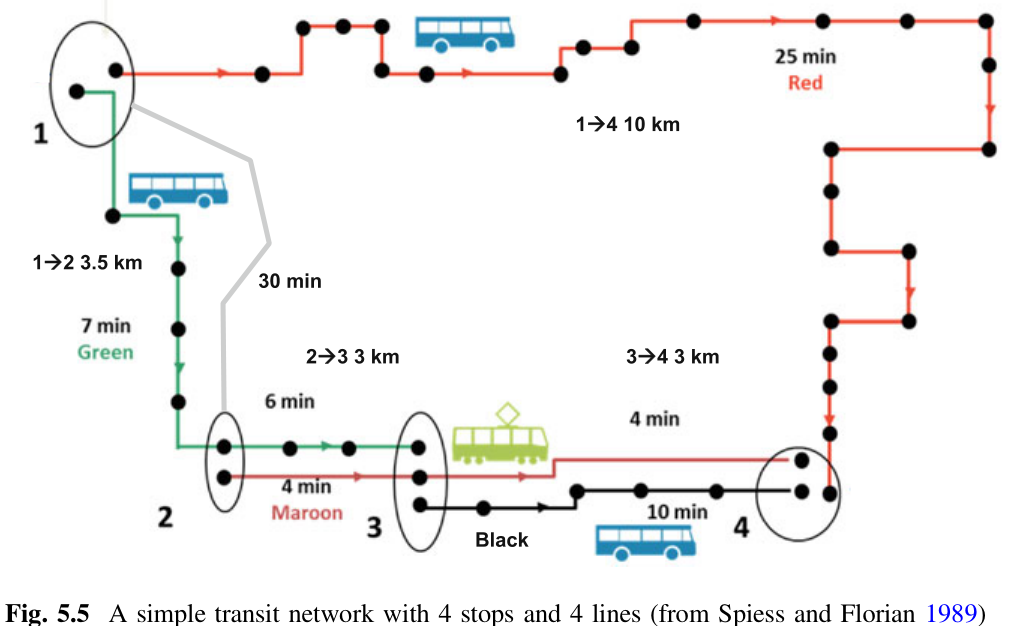 25 min
Red
1→4 10 km
1
1→2 3.5 km
30 min
7 min
Green
2→3 3 km
3→4 3 km
6 min
4 min
4 min
Maroon
2
3
10 min
4
Black
Fig. 5.5 A simple transit network with 4 stops and 4 lines (from Spiess and Florian 1989)